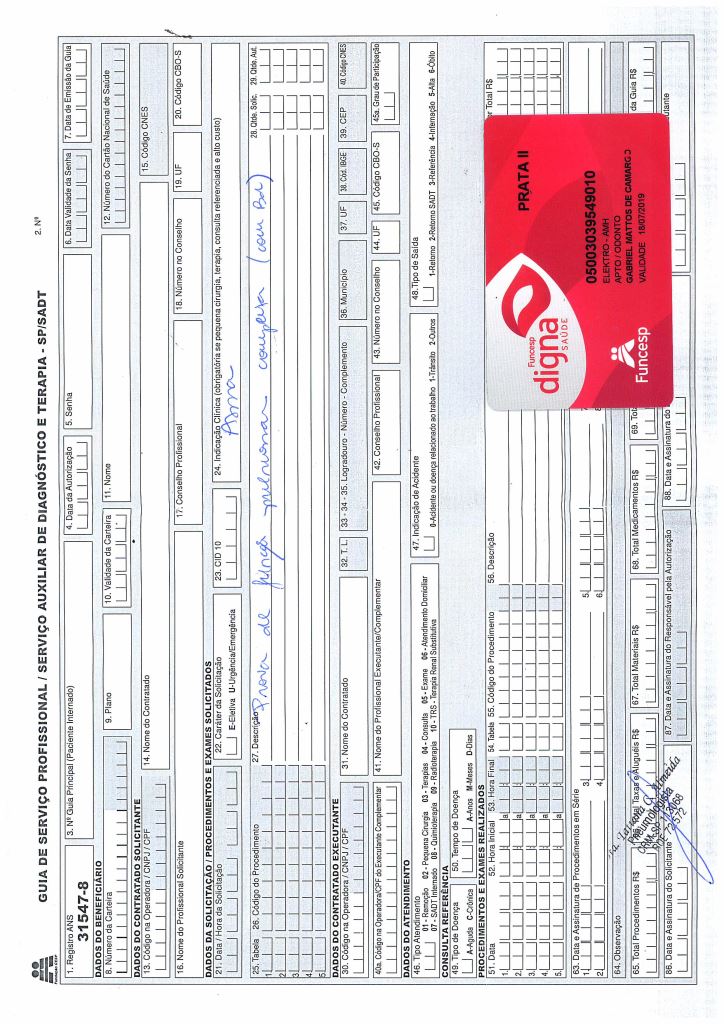 GUIA DE SERVIÇO PROFISSIONAL / SERVIÇO AUXILIAR DE DIAGNÓSTICO E TERAPIA - SP/SADT
2. Nº
1. Registro ANS
31547-8
3. Nº Guia Principal (Paciente Internado)
4. Data da Autorização
5. Senha
6. Data Validade da Senha
7. Data de Emissão da Guia
DADOS DO BENEFICIÁRIO
8. Número da Carteira
9. Plano
10. Validade da Carteira
11. Nome
12. Número do Cartão Nacional de Saúde
DADOS DO CONTRATADO SOLICITANTE
13. Código na Operadora / CNPJ / CPF
14. Nome do Contratado
15. Código CNES
16. Nome do Profissional Solicitante
17. Conselho Profissional
18. Número no Conselho
19. UF
20. Código CBO-S
DADOS DA SOLICITAÇÃO / PROCEDIMENTOS E EXAMES SOLICITADOS
21. Data / Hora da Solicitação
22. Caráter da Solicitação
E-Eletiva U-Urgência/Emergência
23. CID 10
24. Indicação Clínica (obrigatória se pequena cirurgia, terapia, consulta referenciada e alto custo)
Asma
25. Tabela
26. Código do Procedimento
27. Descrição
28. Qtde. Solic.
29. Qtde. Aut.
Prova de função pulmonar completa (com Bd)
1.
2.
3.
4.
5.
DADOS DO CONTRATADO EXECUTANTE
30. Código na Operadora / CNPJ / CPF
31. Nome do Contratado
32. T. L.
33 - 34 - 35. Logradouro - Número - Complemento
36. Município
37. UF
38. Cód. IBGE
39. CEP
40. Código CNES
40a. Código na Operadora/CPF do Executante Complementar
41. Nome do Profissional Executante/Complementar
42. Conselho Profissional
43. Número no Conselho
44. UF
45. Código CBO-S
45a. Grau de Participação
DADOS DO ATENDIMENTO
46. Tipo Atendimento
01 - Remoção 02 - Pequena Cirurgia 03 - Terapias 04 - Consulta 05 - Exame 06 - Atendimento Domiciliar
07 - SADT Internado 08 - Quimioterapia 09 - Radioterapia 10 - TRS - Terapia Renal Substitutiva
47. Indicação de Acidente
0-Acidente ou doença relacionado ao trabalho 1-Trânsito 2-Outros
48. Tipo de Saída
1-Retorno 2-Retorno SADT 3-Referência 4-Internação 5-Alta 6-Óbito
CONSULTA REFERÊNCIA
49. Tipo de Doença
A-Aguda C-Crônica
50. Tempo de Doença
A-Anos M-Meses D-Dias
PROCEDIMENTOS E EXAMES REALIZADOS
51. Data
52. Hora Inicial
53. Hora Final
54. Tabela
55. Código do Procedimento
56. Descrição
Total R$
1.
2.
3.
4.
5.
63. Data e Assinatura de Procedimentos em Série
1.
2.
3.
4.
5.
6.
64. Observação
65. Total Procedimentos R$
Total Taxas e Aluguéis R$
67. Total Materiais R$
68. Total Medicamentos R$
69. Tot
da Guia R$
86. Data e Assinatura do Solicitante
87. Data e Assinatura do Responsável pela Autorização
88. Data e Assinatura do
Almeida
Pneumologista
Funcesp
digna
SAÚDE
Funcesp
PRATA II
05003039549010
ELEKTRO - AMH
APTO / ODONTO
GABRIEL MATTOS DE CAMARGO
VALIDADE 18/07/2019